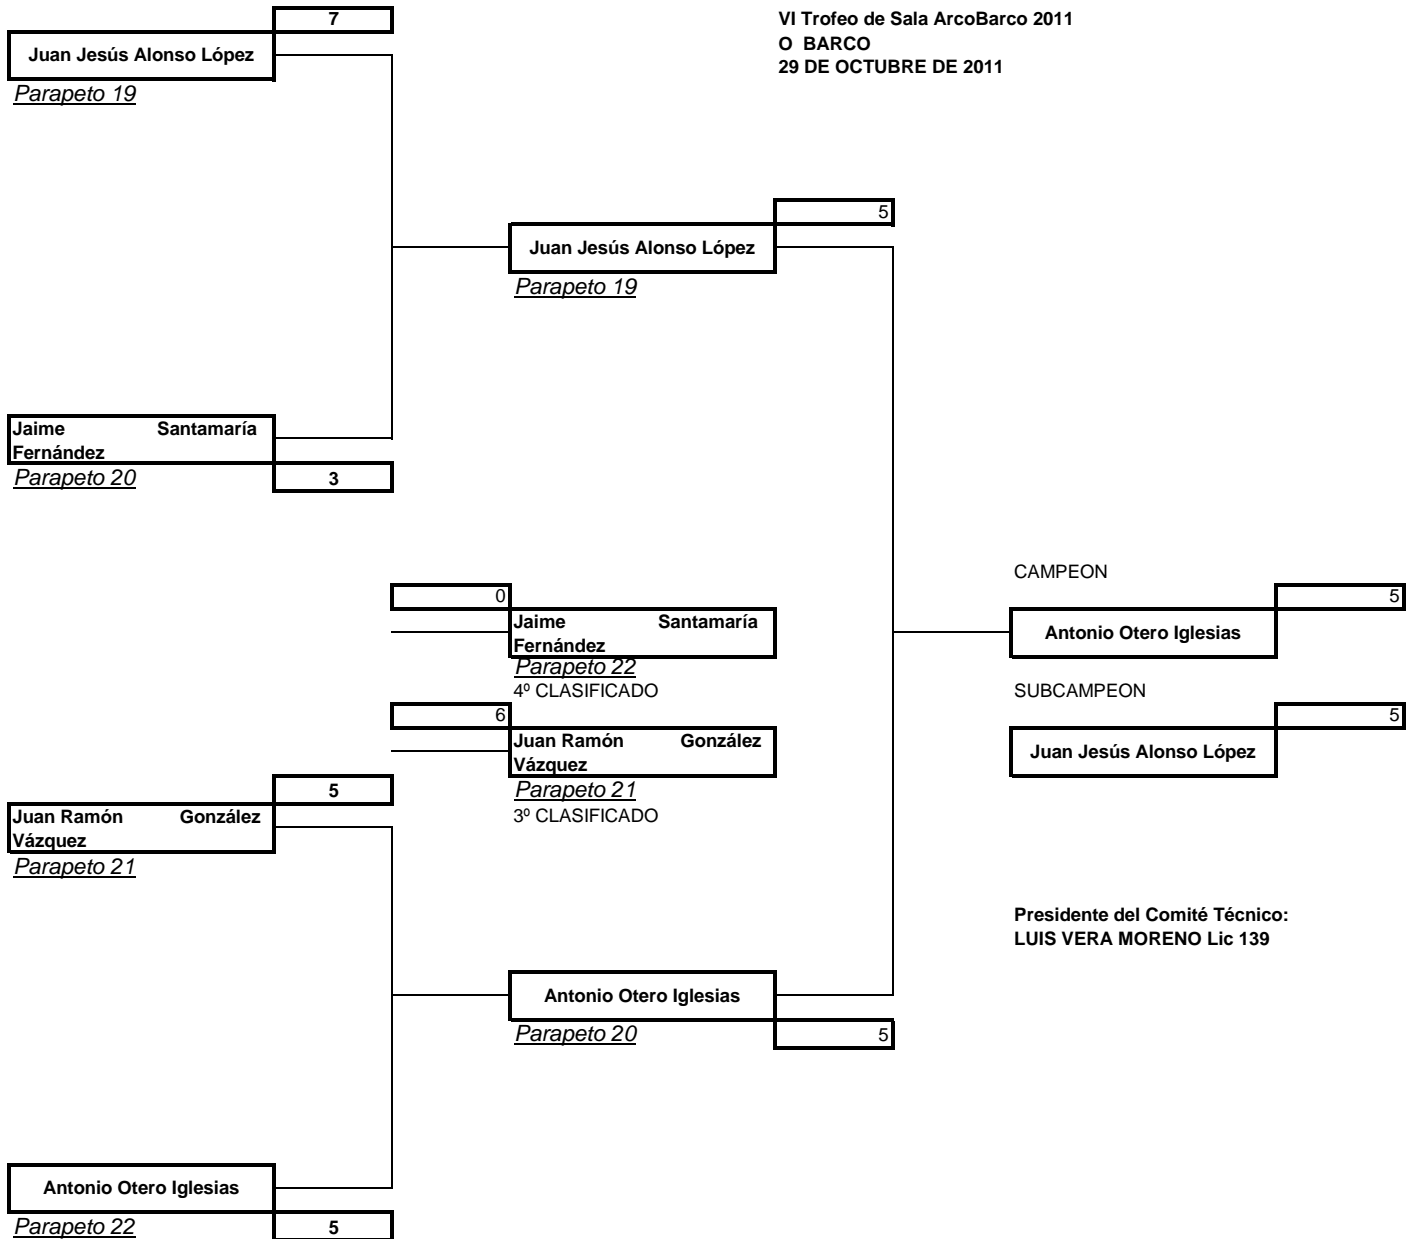 7
VI Trofeo de Sala ArcoBarco 2011
Juan Jesús Alonso López
O BARCO
29 DE OCTUBRE DE 2011
Parapeto 19
5
Juan Jesús Alonso López
Parapeto 19
Jaime Santamaría
Fernández
Parapeto 20
3
CAMPEON
0
5
Jaime Santamaría
Fernández
Antonio Otero Iglesias
Parapeto 22
4º CLASIFICADO
SUBCAMPEON
6
5
Juan Ramón González
Vázquez
Juan Jesús Alonso López
Parapeto 21
3º CLASIFICADO
5
Juan Ramón González
Vázquez
Parapeto 21
Presidente del Comité Técnico:
LUIS VERA MORENO Lic 139
Antonio Otero Iglesias
Parapeto 20
5
Antonio Otero Iglesias
Parapeto 22
5